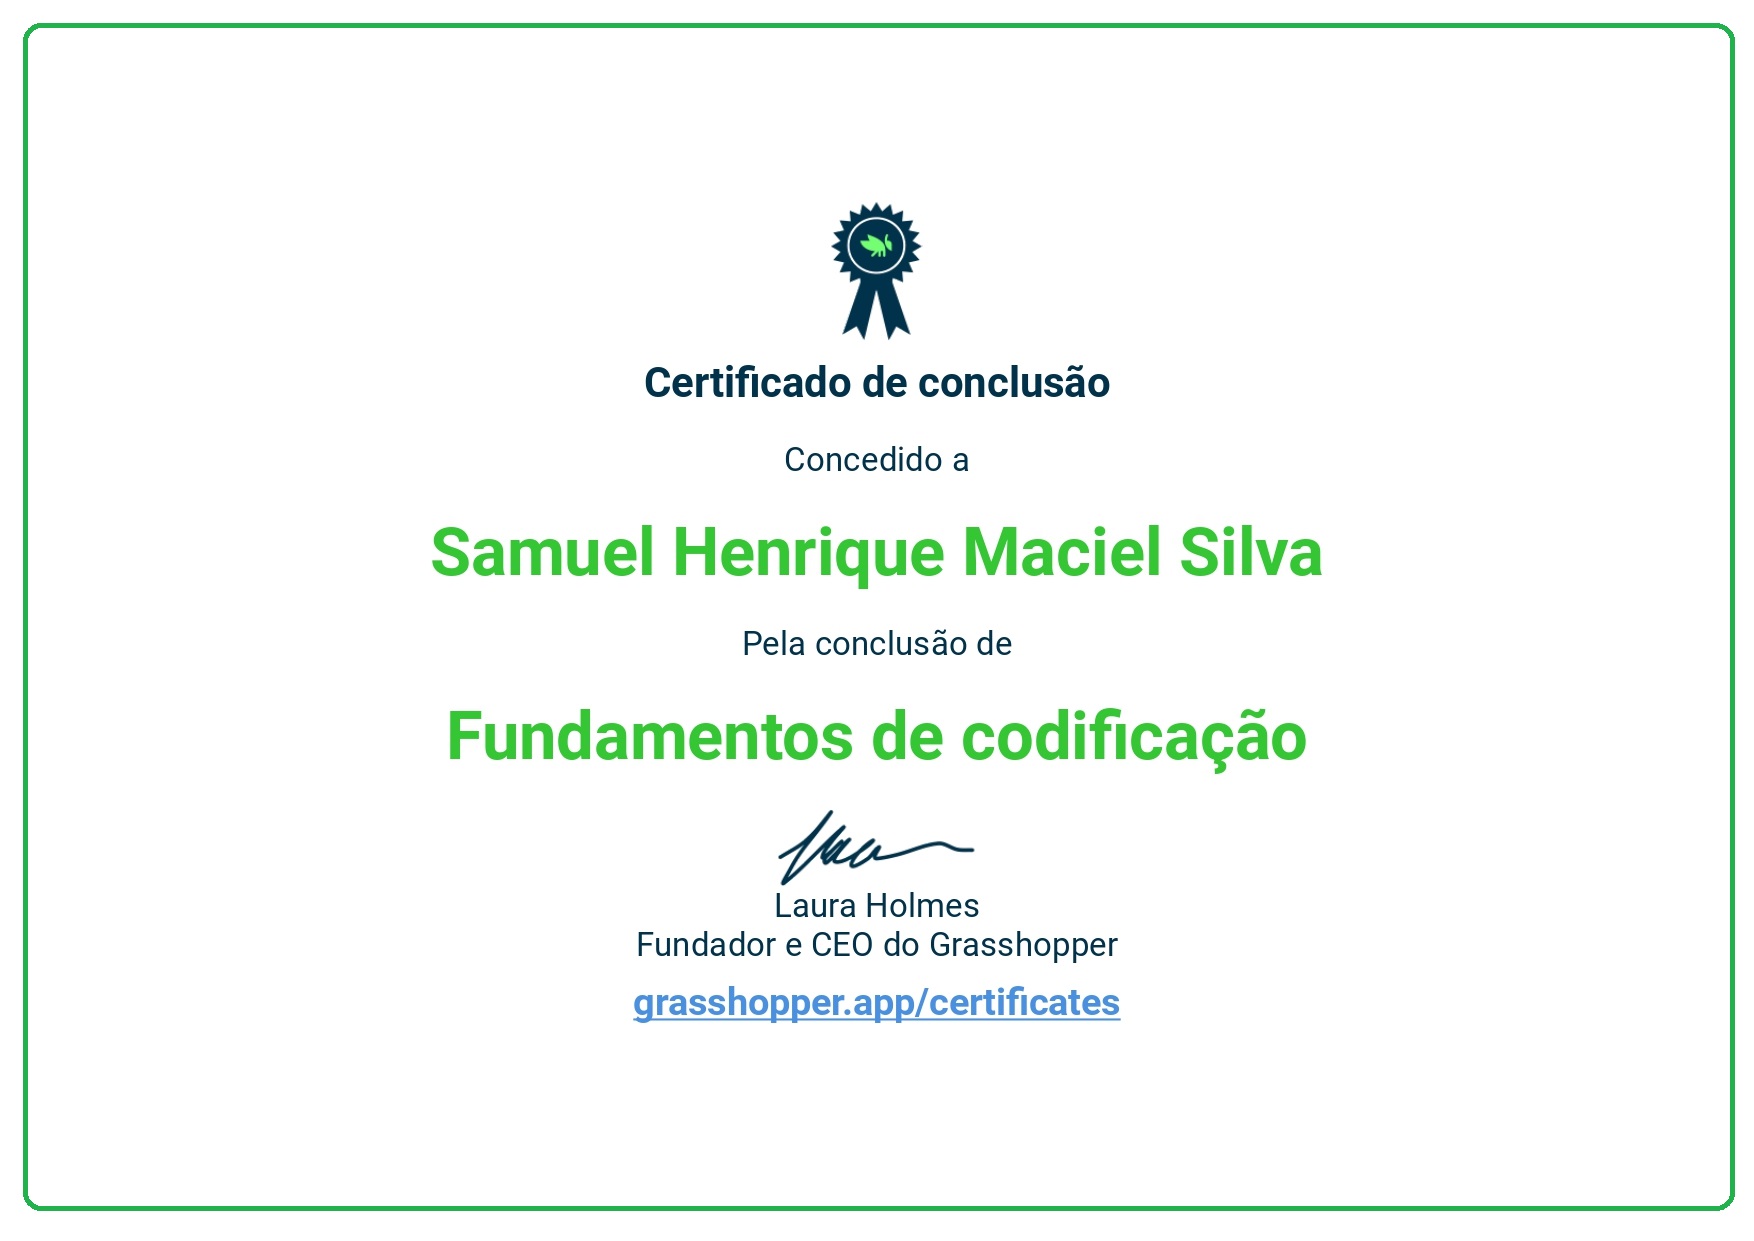 Certificado de conclusão
Concedido a
Samuel Henrique Maciel Silva
Pela conclusão de
Fundamentos de codificação
Laura Holmes
Fundador e CEO do Grasshopper
grasshopper.app/certificates